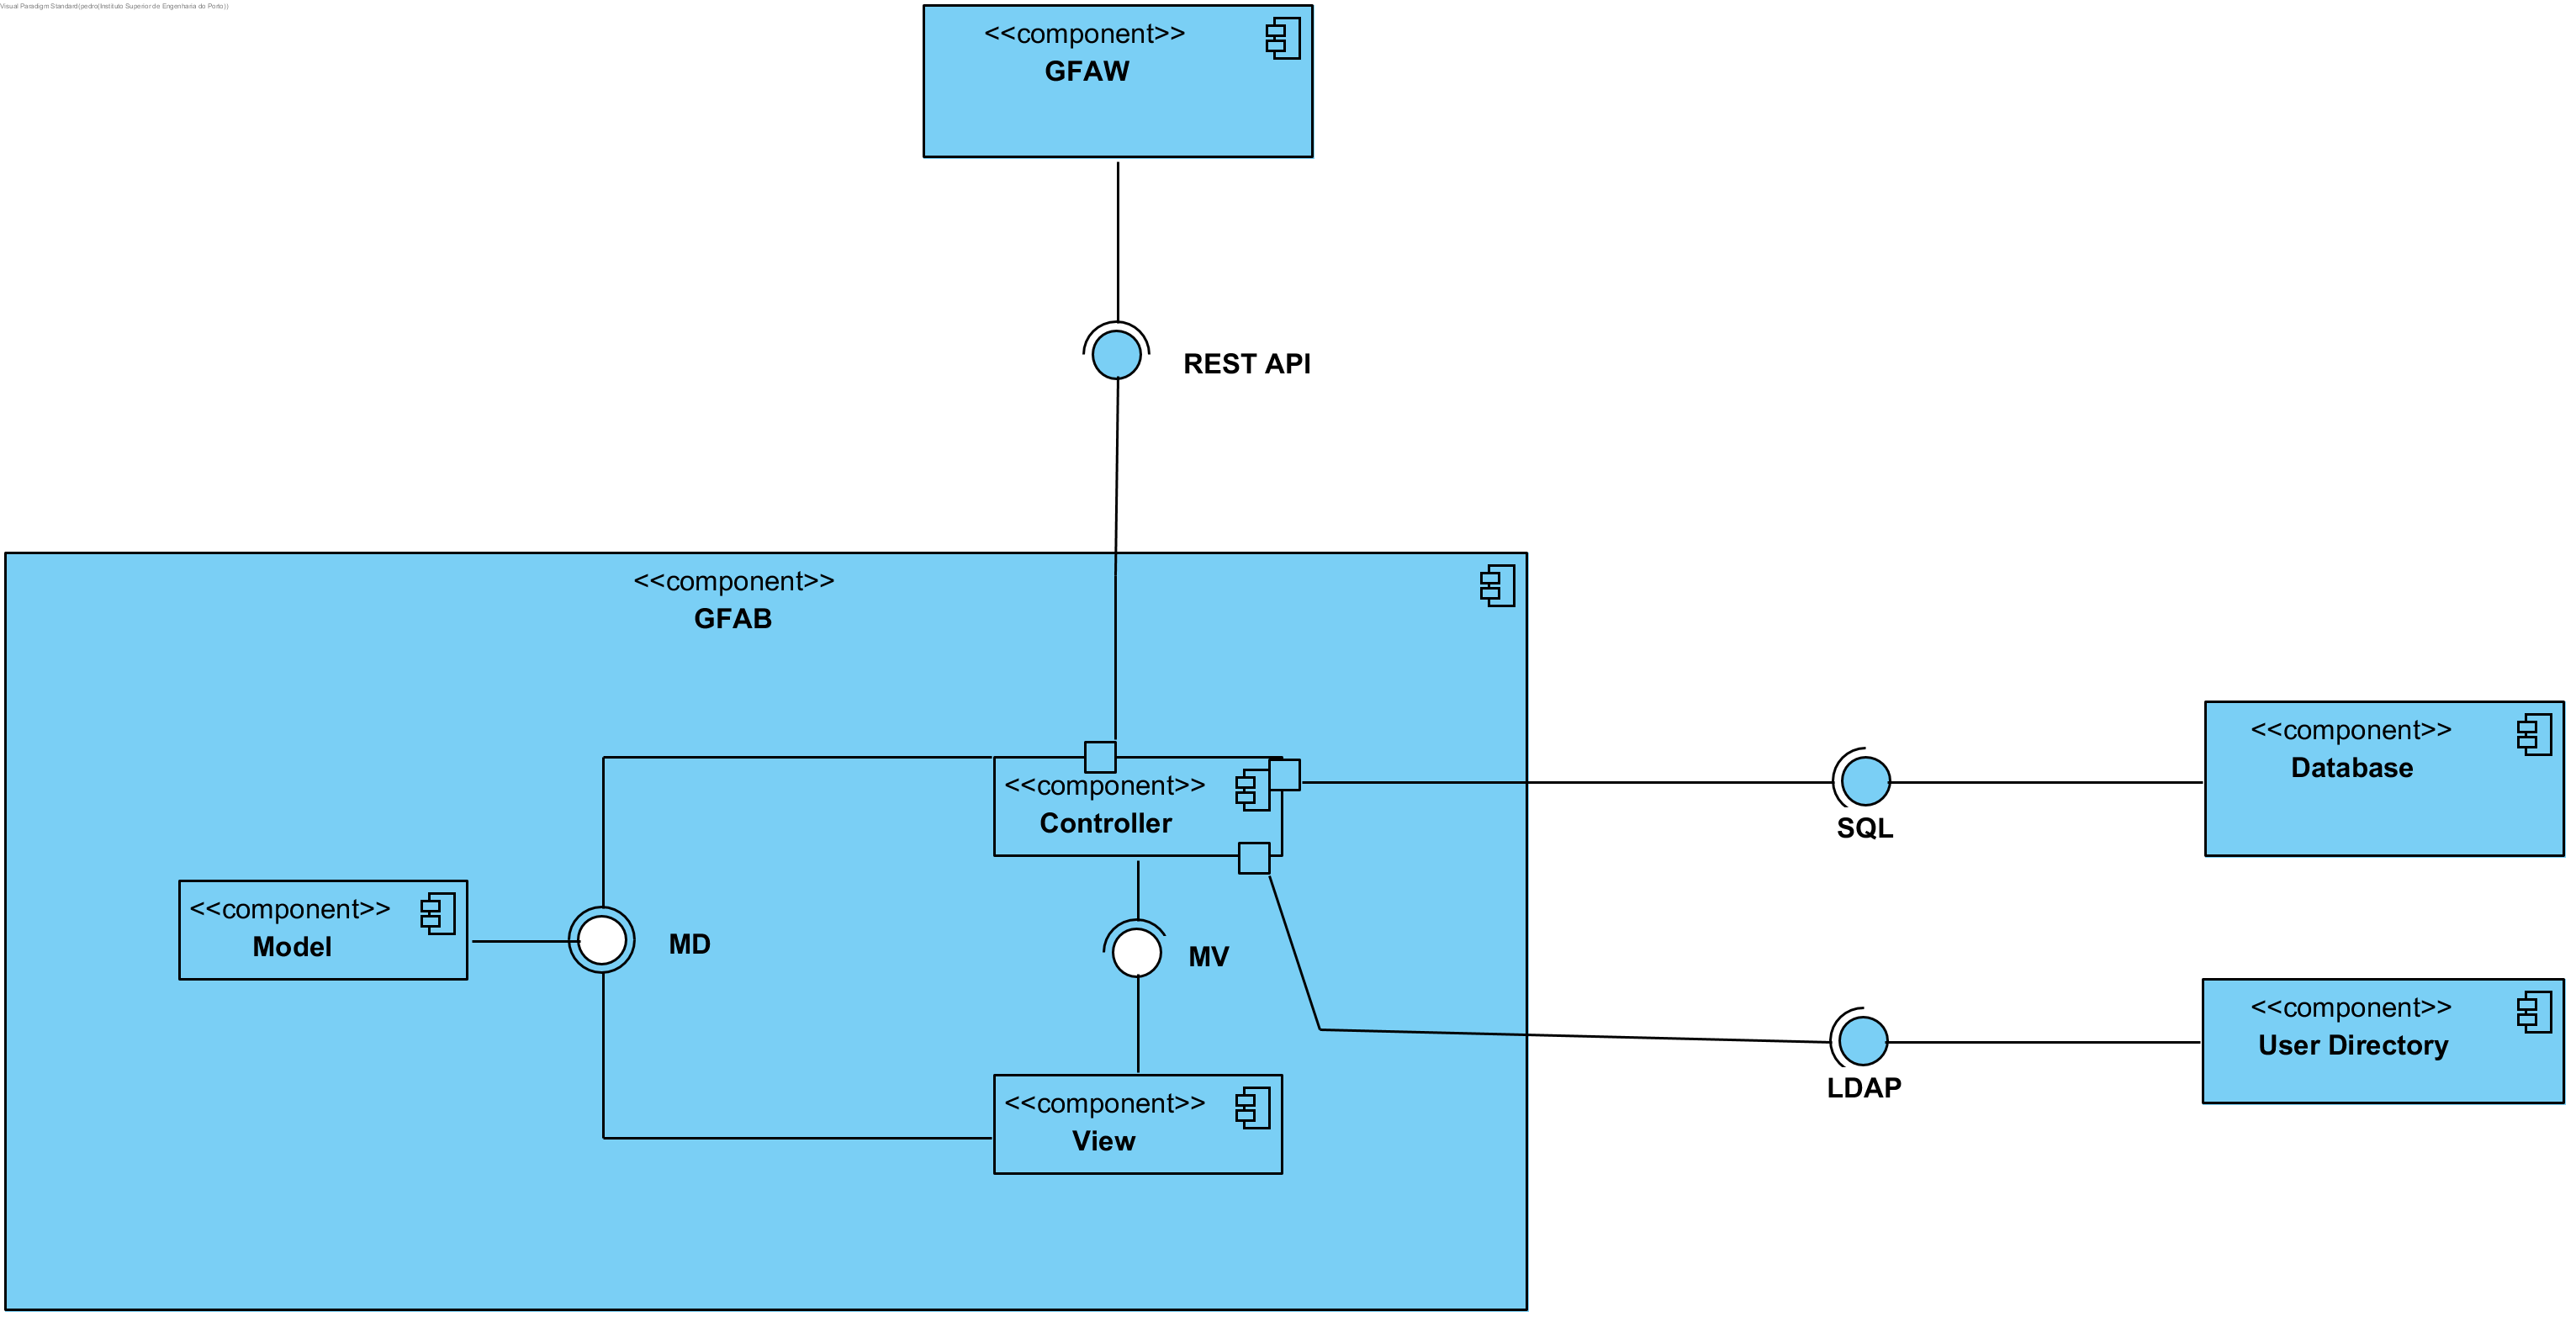 Visual Paradigm Standard(pedro(Instituto Superior de Engenharia do Porto))
<<component>>
GFAW
REST API
<<component>>
GFAB
<<component>>
Controller
<<component>>
Model
MD
MV
<<component>>
View
SQL
<<component>>
Database
LDAP
<<component>>
User Directory